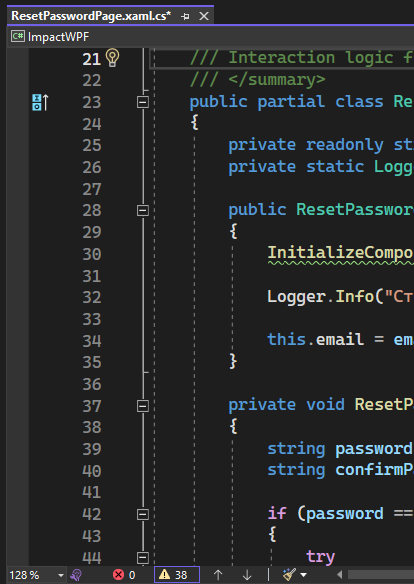 ResetPasswordPage.xaml.cs*
C# ImpactWPF
21 /// Interaction logic f
22 /// </summary>
23 public partial class Re
24 {
25 private readonly st
26 private static Logg
27
28 public ResetPasswor
29 {
30 InitializeCompo
31
32 Logger.Info("Ст
33
34 this.email = em
35 }
36
37 private void ResetP
38 {
39 string password
40 string confirmP
41
42 if (password ==
43 {
44 try
128 % 0 38